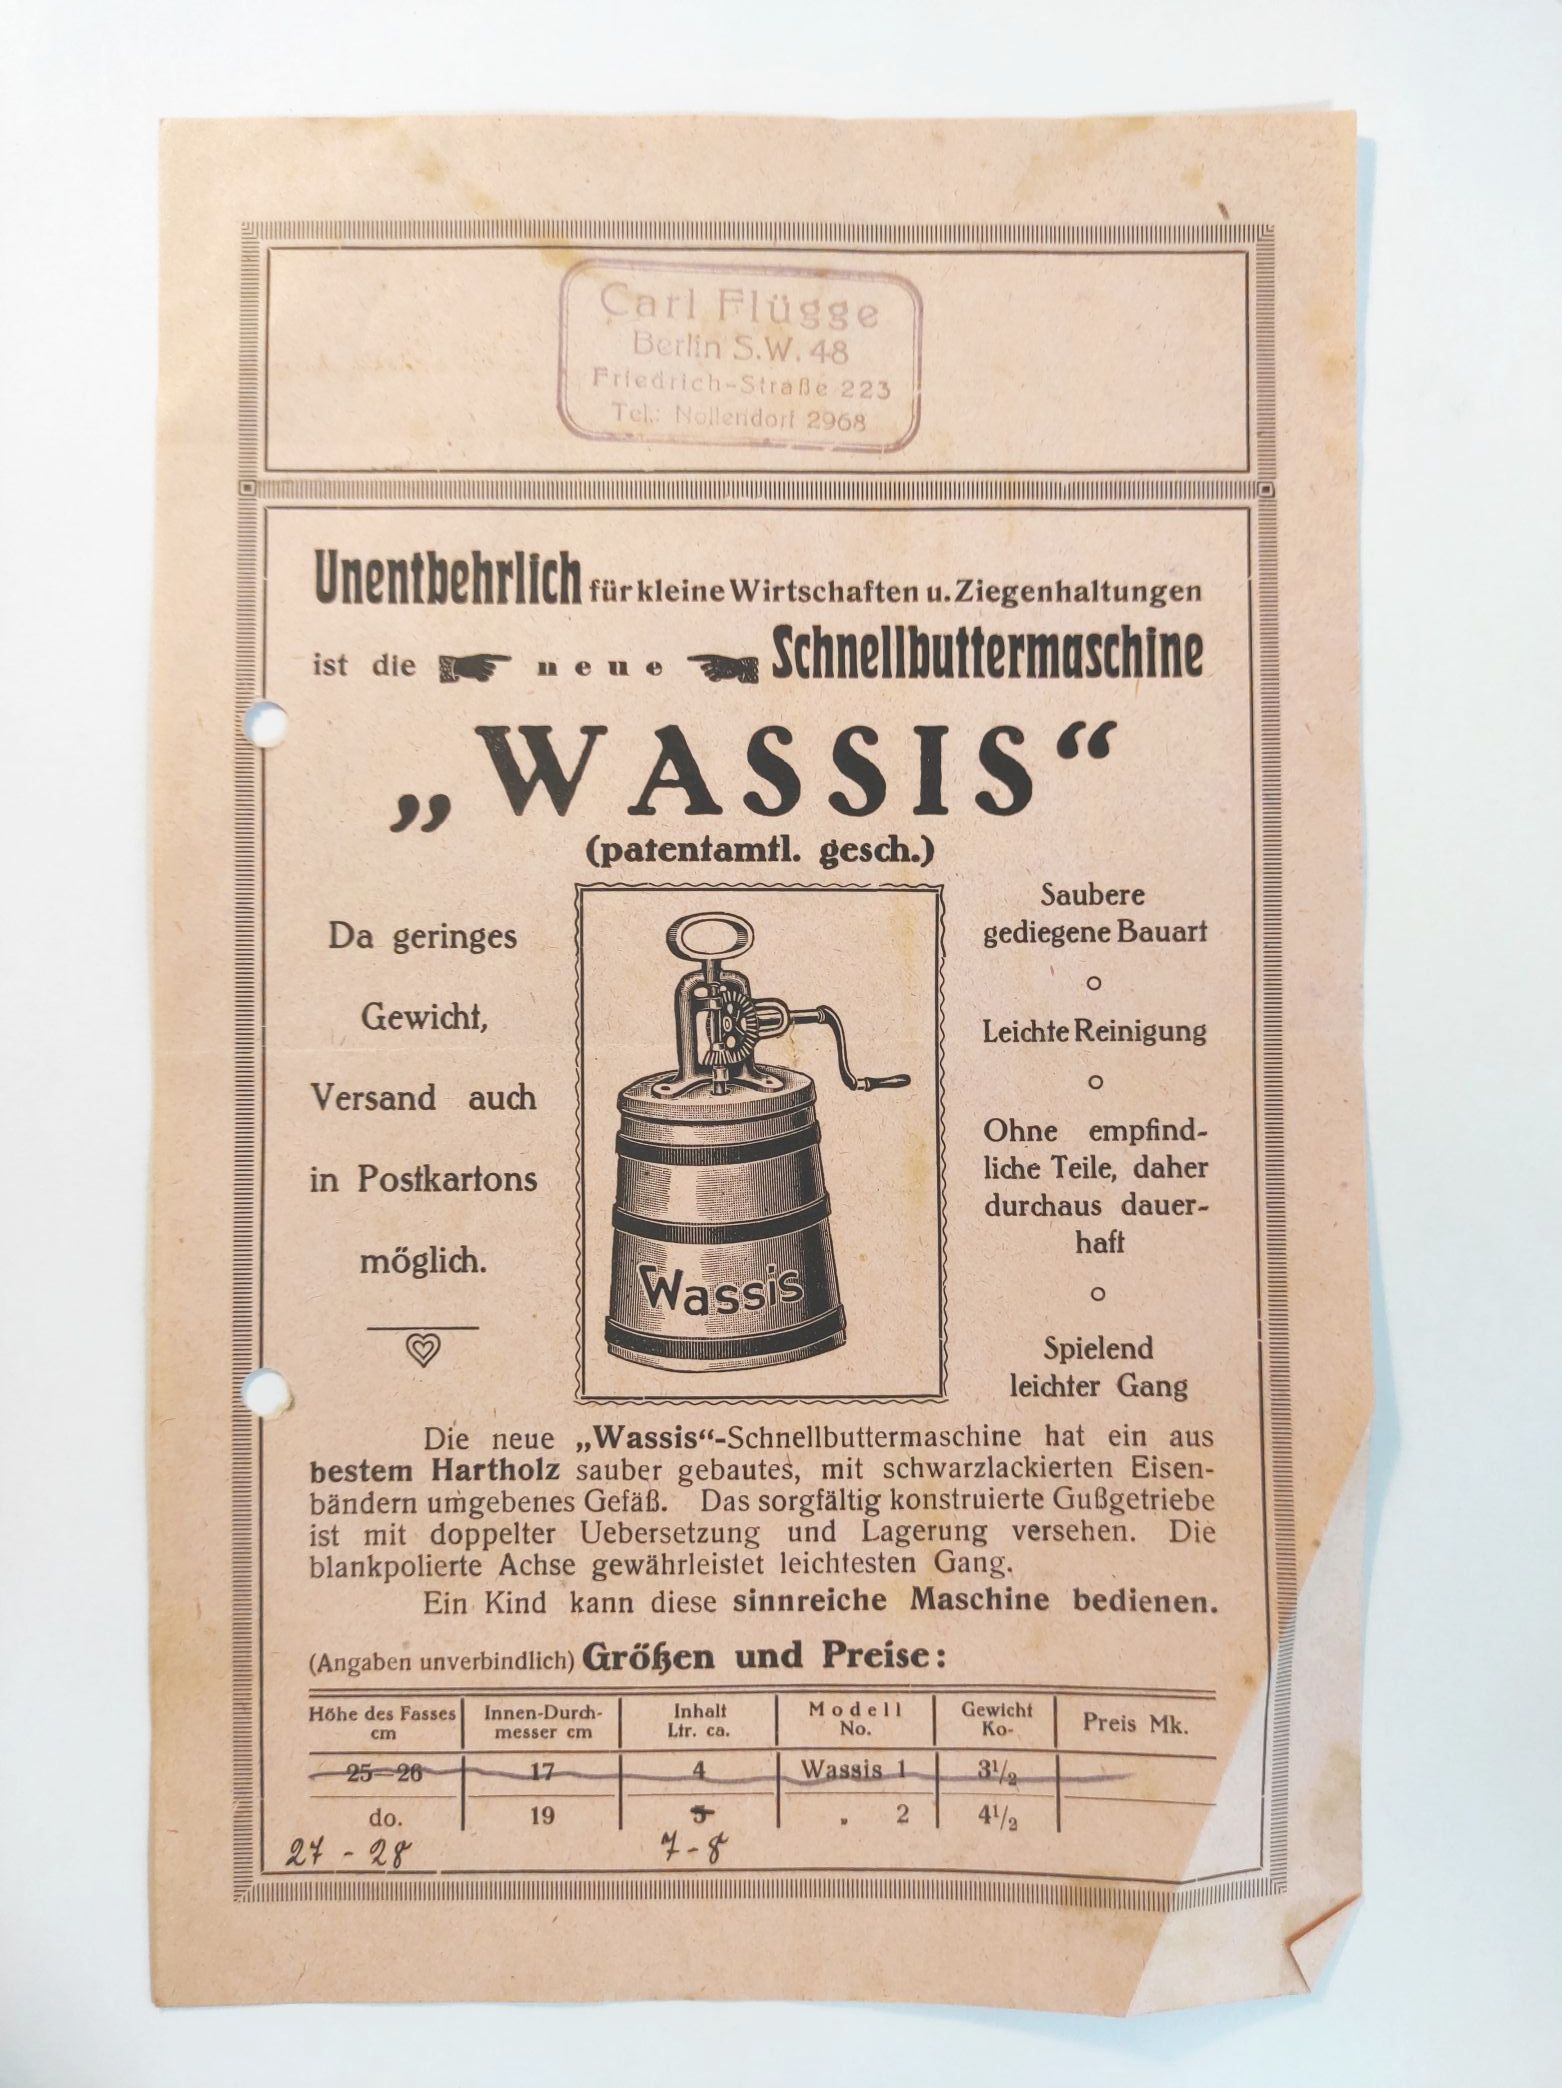 Carl Flügge
Berlin S.W. 48
Friedrich-Straße 223
Tel.: Nollendorf 2968
Unentbehrlich für kleine Wirtschaften u. Ziegenhaltungen
ist die neue Schnellbuttermaschine
„WASSIS“
(patentamtl. gesch.)
Da geringes
Gewicht,
Versand auch
in Postkartons
möglich.
Wassis
Saubere
gediegene Bauart
Leichte Reinigung
Ohne empfind-
liche Teile, daher
durchaus dauer-
haft
Spielend
leichter Gang
Die neue „Wassis“-Schnellbuttermaschine hat ein aus
bestem Hartholz sauber gebautes, mit schwarzlackierten Eisen-
bändern umgebenes Gefäß. Das sorgfältig konstruierte Gußgetriebe
ist mit doppelter Uebersetzung und Lagerung versehen. Die
blankpolierte Achse gewährleistet leichtesten Gang.
Ein Kind kann diese sinnreiche Maschine bedienen.
(Angaben unverbindlich) Größen und Preise:
Höhe des Fasses cm | Innen-Durch-messer cm | Inhalt Ltr. ca. | Modell No. | Gewicht Ko- | Preis Mk.
25=26 | 17 | 4 | Wassis 1 | 3½
do. | 19 | 5 | „ 2 | 4½
27 - 28 7 - 8